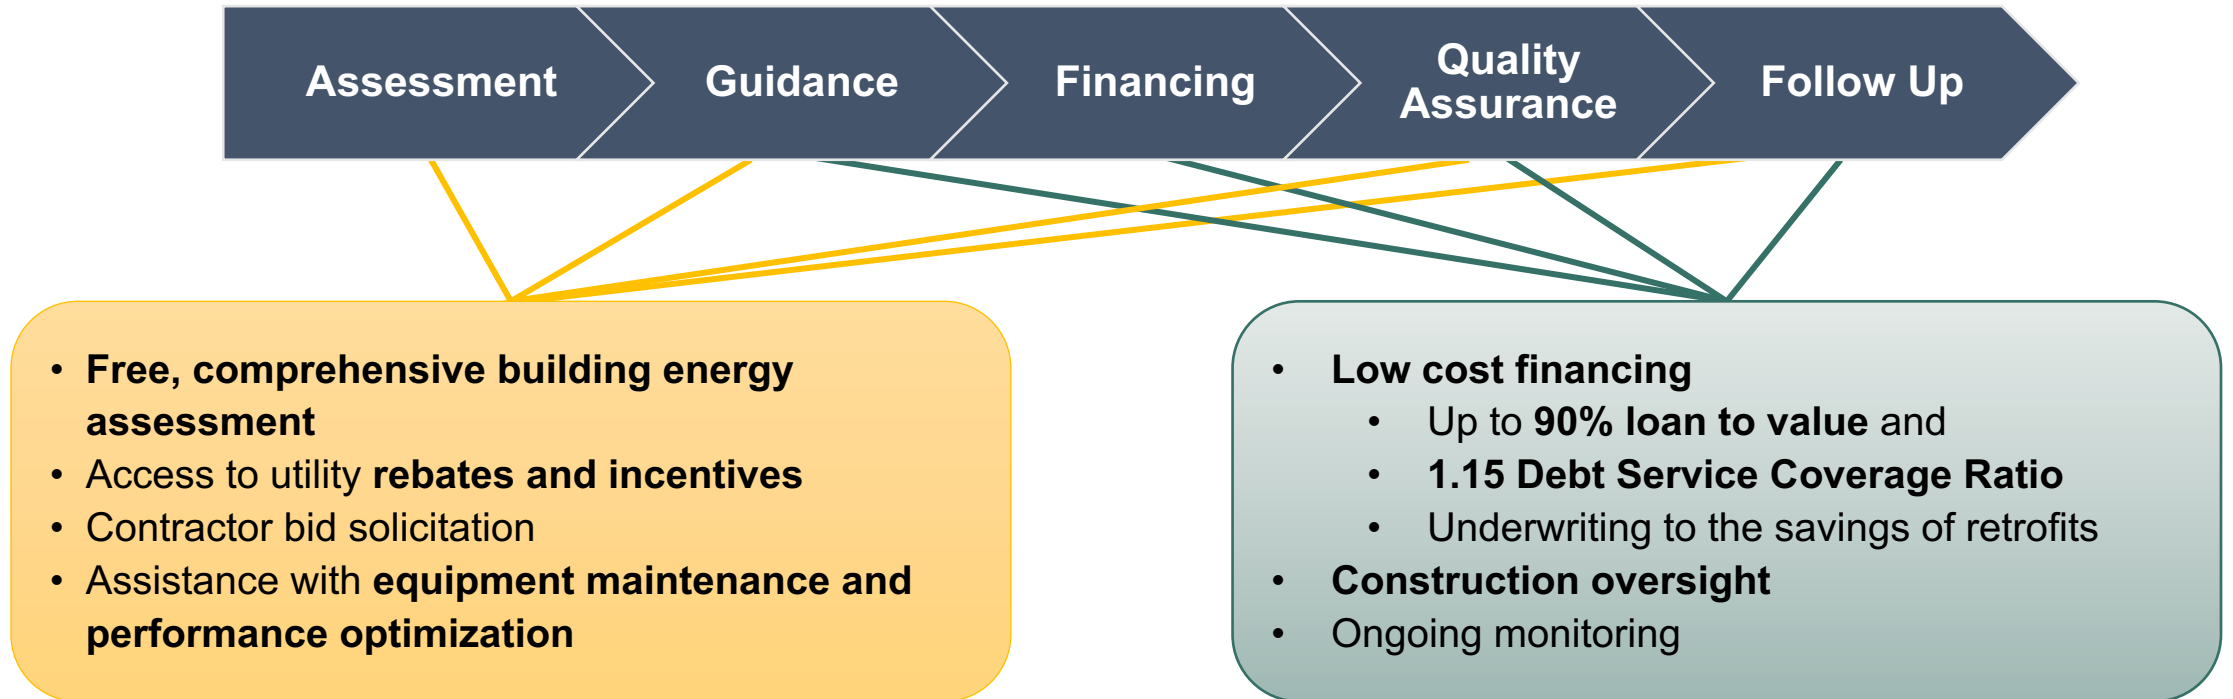 Assessment
Guidance
Financing
Quality
Assurance
Follow Up
• Free, comprehensive building energy
assessment
• Access to utility rebates and incentives
• Contractor bid solicitation
• Assistance with equipment maintenance and
performance optimization
• Low cost financing
• Up to 90% loan to value and
• 1.15 Debt Service Coverage Ratio
• Underwriting to the savings of retrofits
• Construction oversight
• Ongoing monitoring